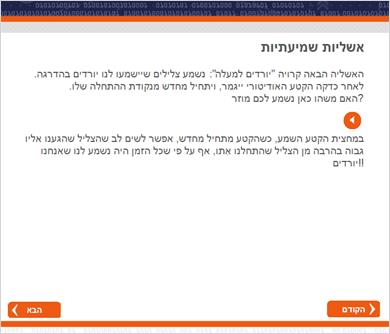 אשליות שמיעתיות
האשליה הבאה קרויה "יורדים למעלה": נשמע צלילים שיישמעו לנו יורדים בהדרגה.
לאחר כדקה הקטע האודיטורי ייגמר, ויתחיל מחדש מנקודת ההתחלה שלו.
?האם משהו כאן נשמע לכם מוזר
במחצית הקטע השמע, כשהקטע מתחיל מחדש, אפשר לשים לב שהצליל שהגענו אליו
גבוה בהרבה מן הצליל שהתחלנו אתו, אף על פי שכל הזמן היה נשמע לנו שאנחנו
!!יורדים
הקודם
הבא